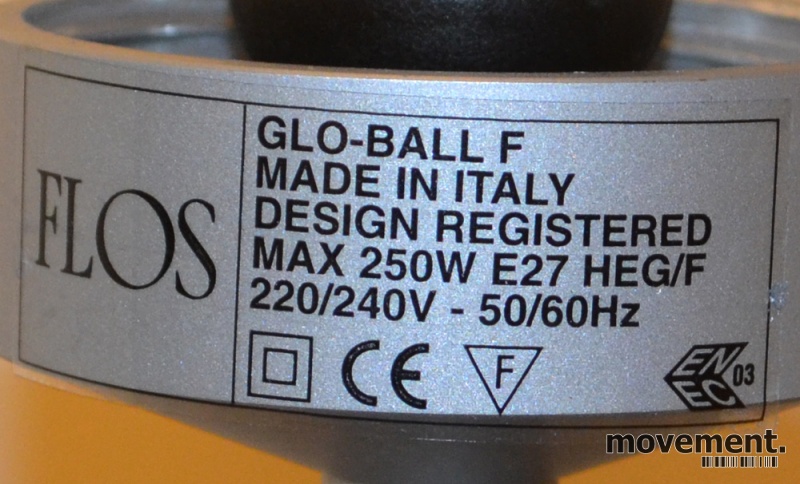 FLOS
GLO-BALL F
MADE IN ITALY
DESIGN REGISTERED
MAX 250W E27 HEG/F
220/240V - 50/60Hz
CE F ENEC 03
movement.